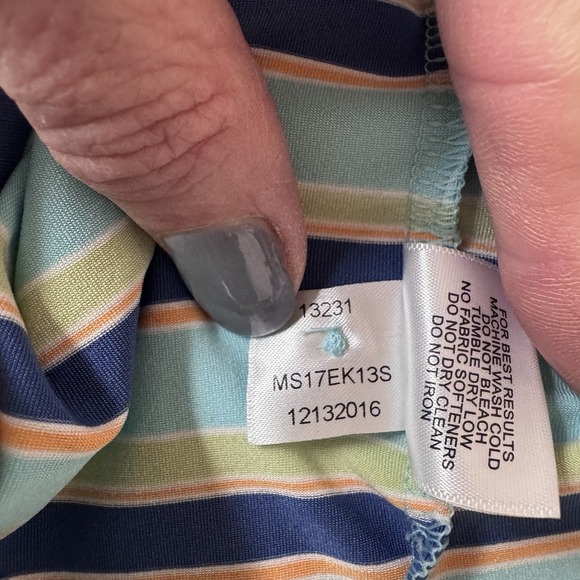 13231
MS17EK13S
12132016
FOR BEST RESULTS
MACHINE WASH COLD
DO NOT BLEACH
TUMBLE DRY LOW
NO FABRIC SOFTENERS
DO NOT DRY CLEAN
DO NOT IRON